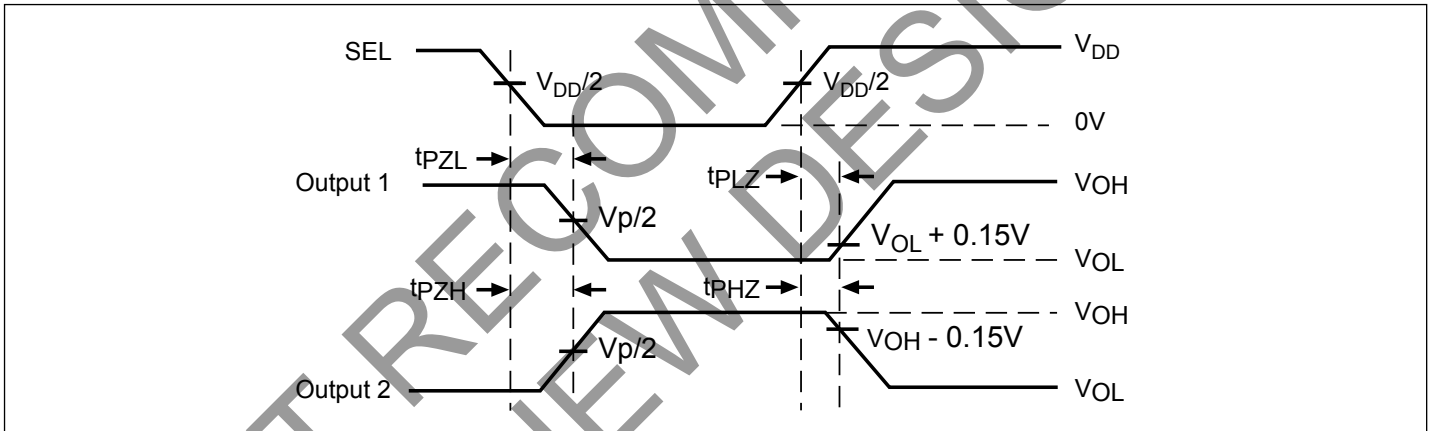 SEL
VDD
VDD/2
VDD/2
0V
tPZL
tPLZ
Output 1
VOH
Vp/2
VOL + 0.15V
VOL
tPZH
tPHZ
VOH
Vp/2
VOH - 0.15V
Output 2
VOL